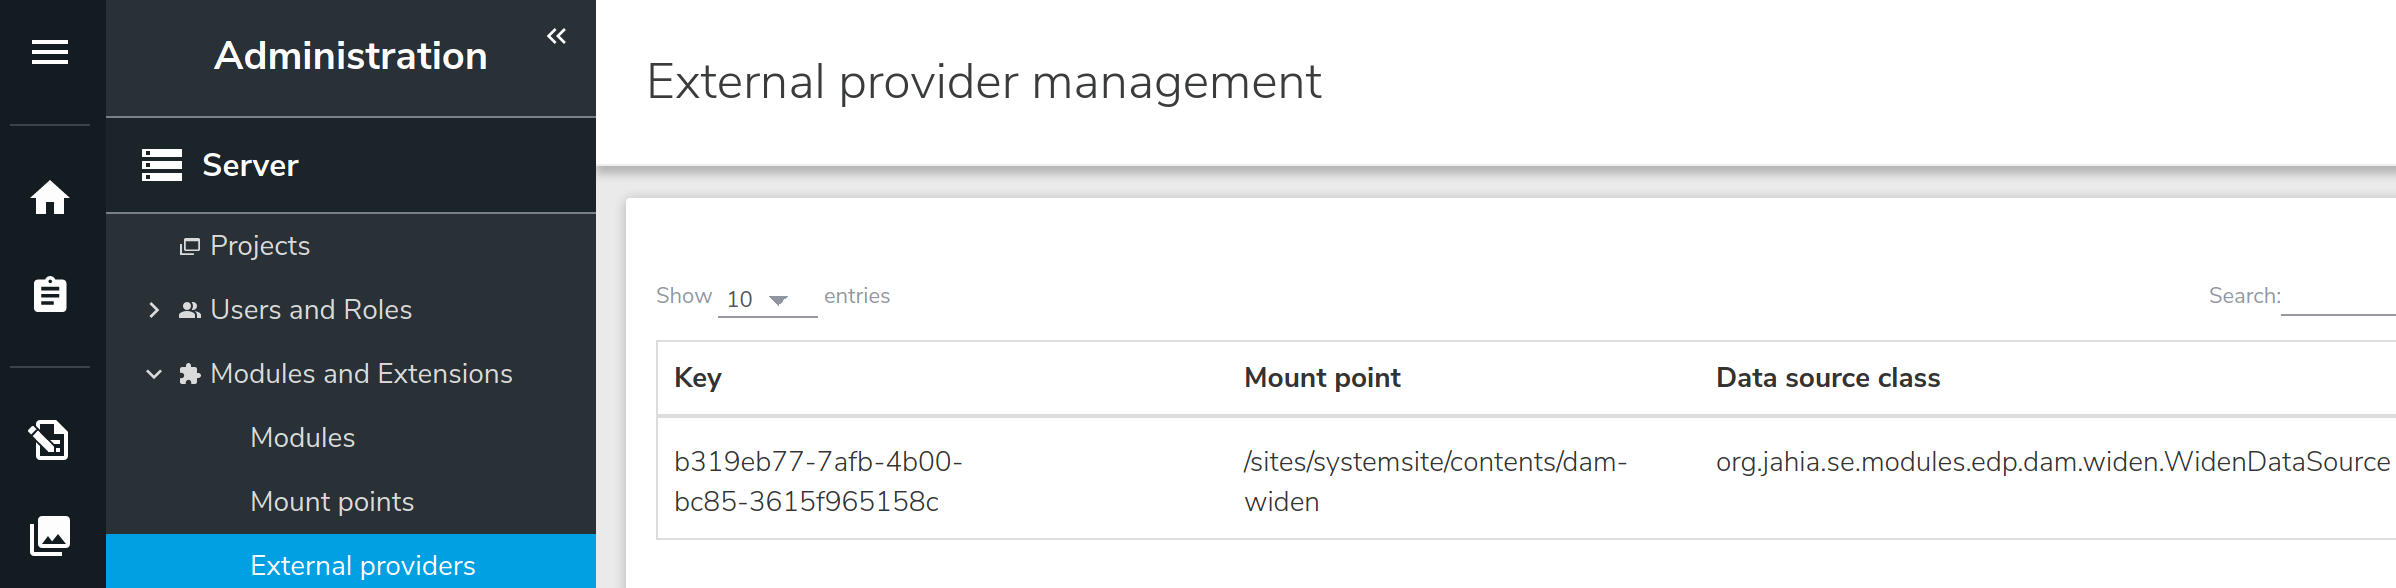 Administration
Server
Projects
Users and Roles
Modules and Extensions
Modules
Mount points
External providers
External provider management
Show 10 entries
Search:
Key Mount point Data source class
b319eb77-7afb-4b00- /sites/systemsite/contents/dam- org.jahia.se.modules.edp.dam.widen.WidenDataSource
bc85-3615f965158c widen